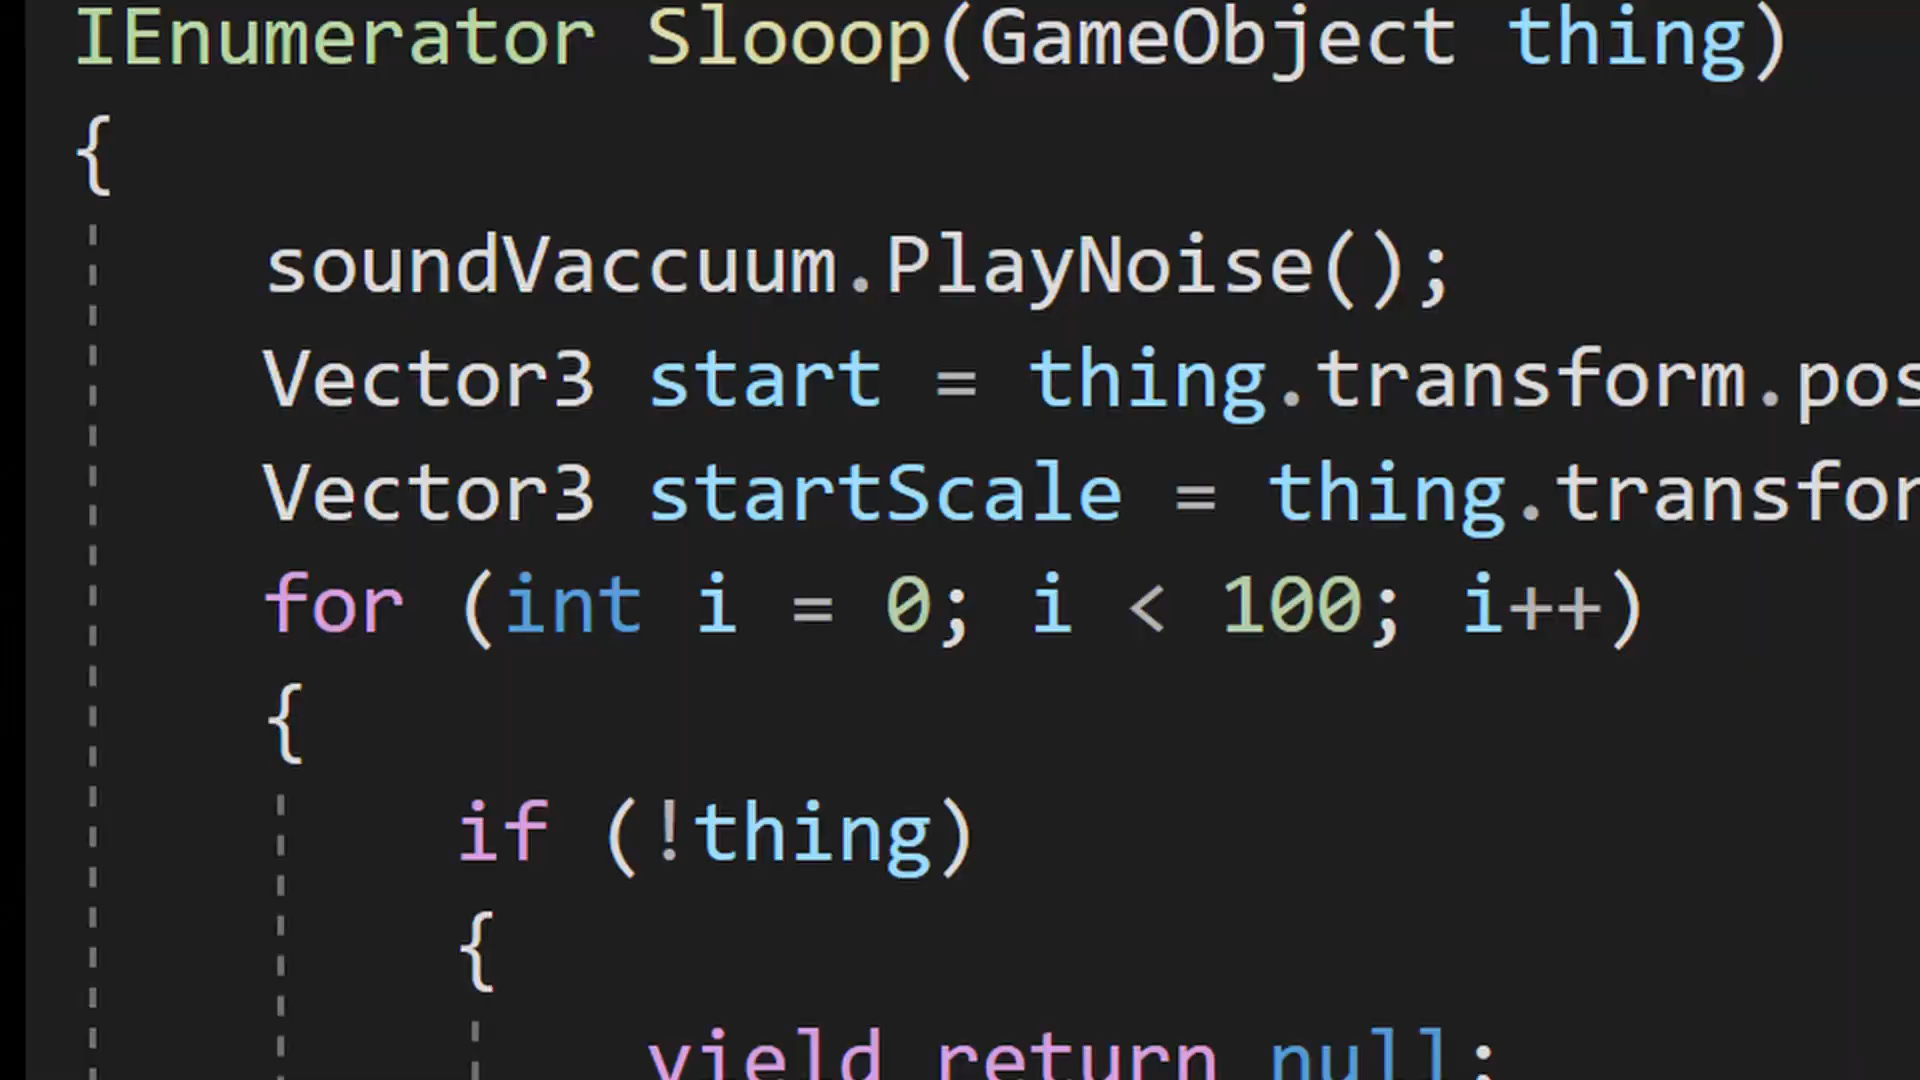 IEnumerator Slooop(GameObject thing)
{
soundVaccuum.PlayNoise();
Vector3 start = thing.transform.pos
Vector3 startScale = thing.transfor
for (int i = 0; i < 100; i++)
{
if (!thing)
{
yield return null;